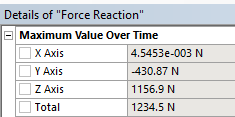 Details of "Force Reaction"
Maximum Value Over Time
X Axis 4.5453e-003 N
Y Axis -430.87 N
Z Axis 1156.9 N
Total 1234.5 N